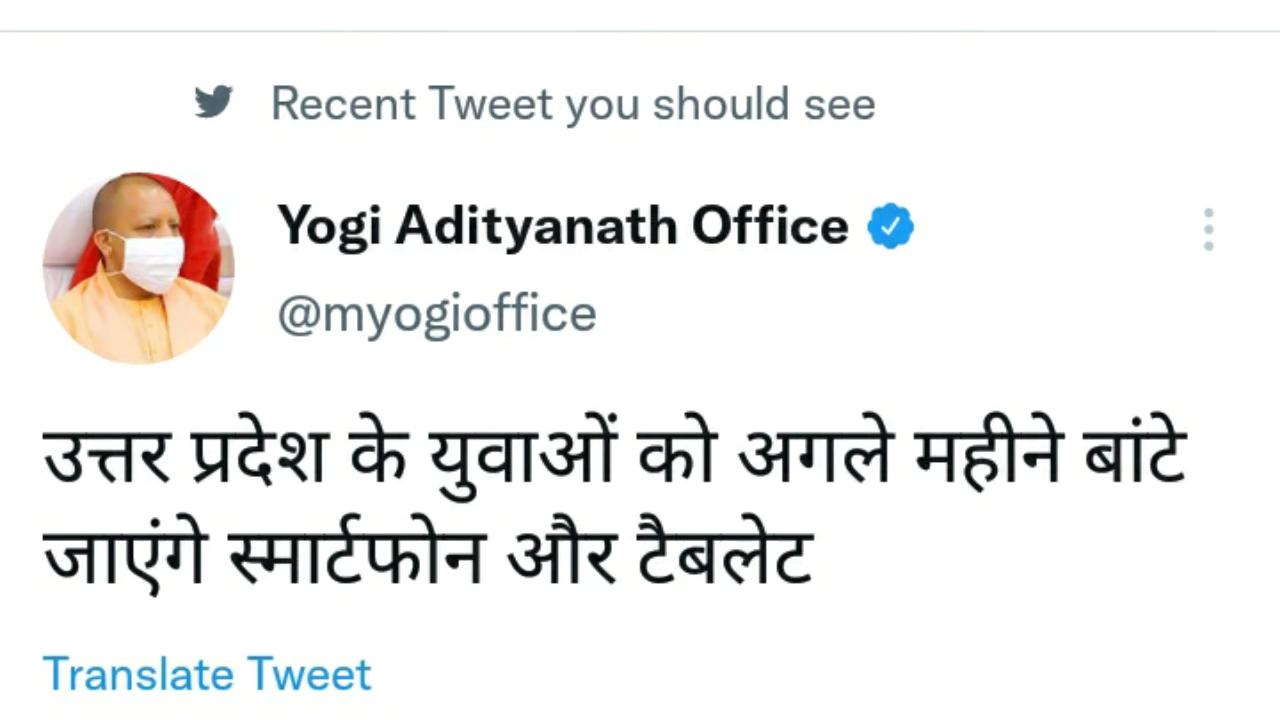 Recent Tweet you should see
Yogi Adityanath Office
@myogioffice
उत्तर प्रदेश के युवाओं को अगले महीने बांटे
जाएंगे स्मार्टफोन और टैबलेट
Translate Tweet